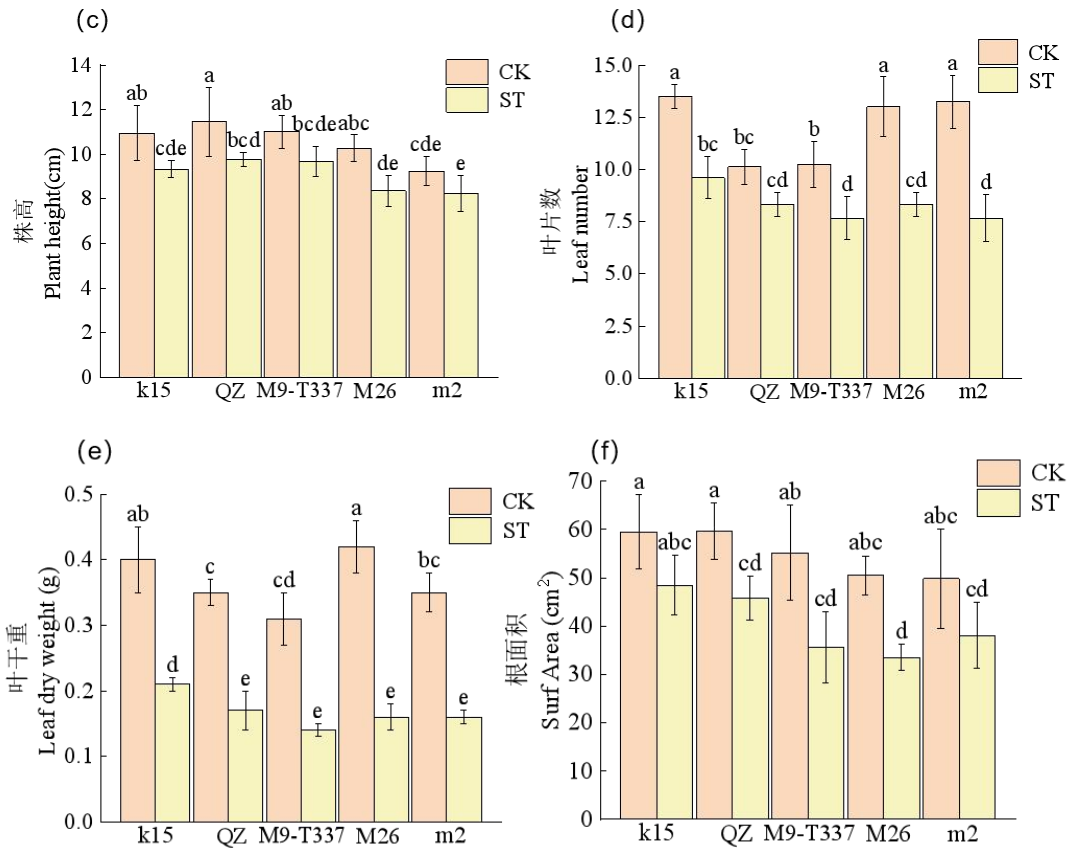 (c)
14
12
10
8
6
4
2
0
株高
Plant height(cm)
CK
ST
ab
cde
a
bcd
ab
bcde
abc
de
cde
e
k15
QZ
M9-T337
M26
m2
(d)
15.0
12.5
10.0
7.5
5.0
2.5
0.0
叶片数
Leaf number
CK
ST
a
bc
bc
cd
b
d
a
cd
a
d
k15
QZ
M9-T337
M26
m2
(e)
0.5
0.4
0.3
0.2
0.1
0.0
叶干重
Leaf dry weight (g)
CK
ST
ab
d
c
e
cd
e
a
e
bc
e
k15
QZ
M9-T337
M26
m2
(f)
70
60
50
40
30
20
10
0
根面积
Surf Area (cm²)
CK
ST
a
abc
a
cd
ab
cd
abc
d
abc
cd
k15
QZ
M9-T337
M26
m2